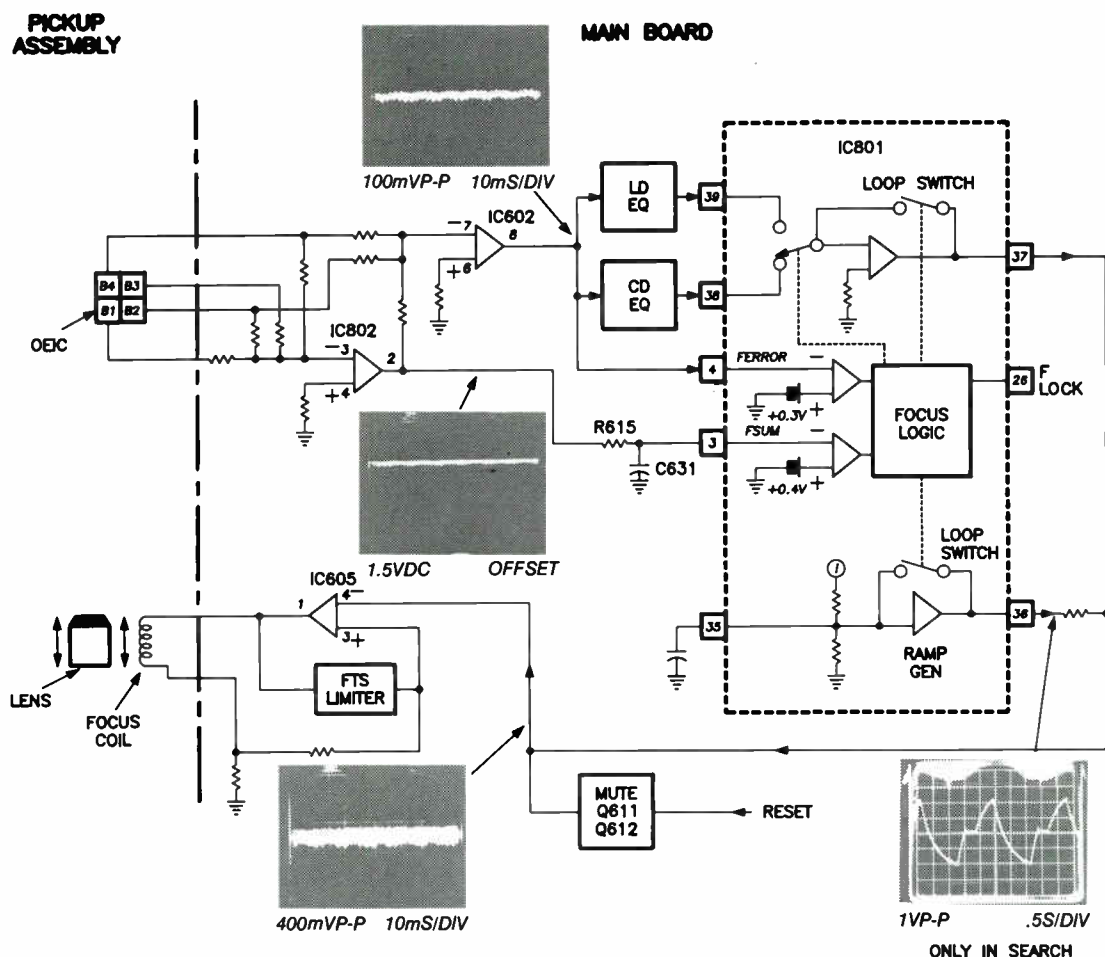 PICKUP
ASSEMBLY
MAIN BOARD
100mVP-P 10mS/DIV
IC801
LOOP SWITCH
LD
EQ
39
-7
IC602
8
+6
37
B4 B3
B1 B2
CD
EQ
38
OEIC
IC802
-3
2
+4
4
FERROR
-
+0.3V +
FOCUS
LOGIC
26
F
LOCK
R615
3
FSUM
-
C631
+0.4V +
1.5VDC OFFSET
LOOP
SWITCH
IC605
1
4-
3+
I
35
36
RAMP
GEN
LENS
FOCUS
COIL
FTS
LIMITER
MUTE
Q611
Q612
RESET
400mVP-P 10mS/DIV
1VP-P .5S/DIV
ONLY IN SEARCH